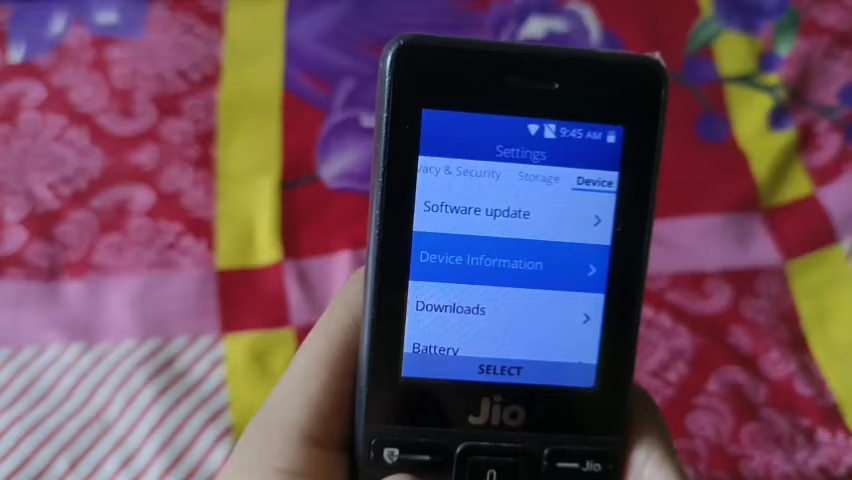 9:45 AM
Settings
vacy & Security Storage Device
Software update
Device Information
Downloads
Battery
SELECT
Jio
Jio